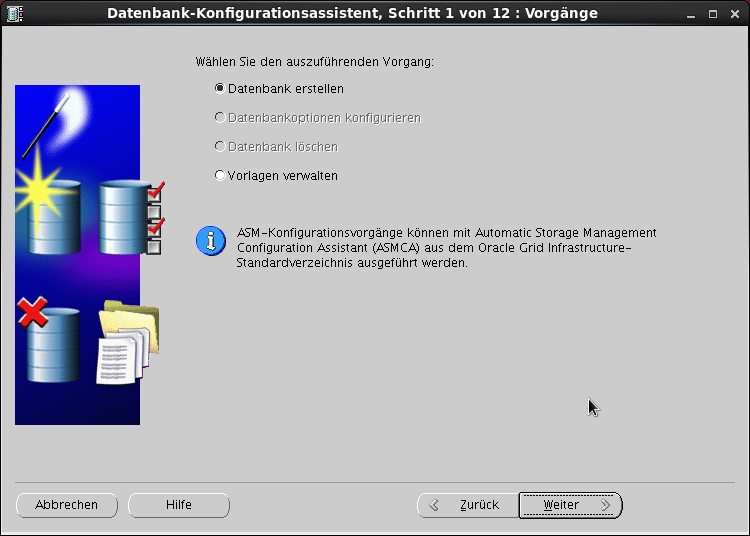 Datenbank-Konfigurationsassistent, Schritt 1 von 12 : Vorgänge
Wählen Sie den auszuführenden Vorgang:
Datenbank erstellen
Datenbankoptionen konfigurieren
Datenbank löschen
Vorlagen verwalten
ASM-Konfigurationsvorgänge können mit Automatic Storage Management
Configuration Assistant (ASMCA) aus dem Oracle Grid Infrastructure-
Standardverzeichnis ausgeführt werden.
Abbrechen
Hilfe
Zurück
Weiter